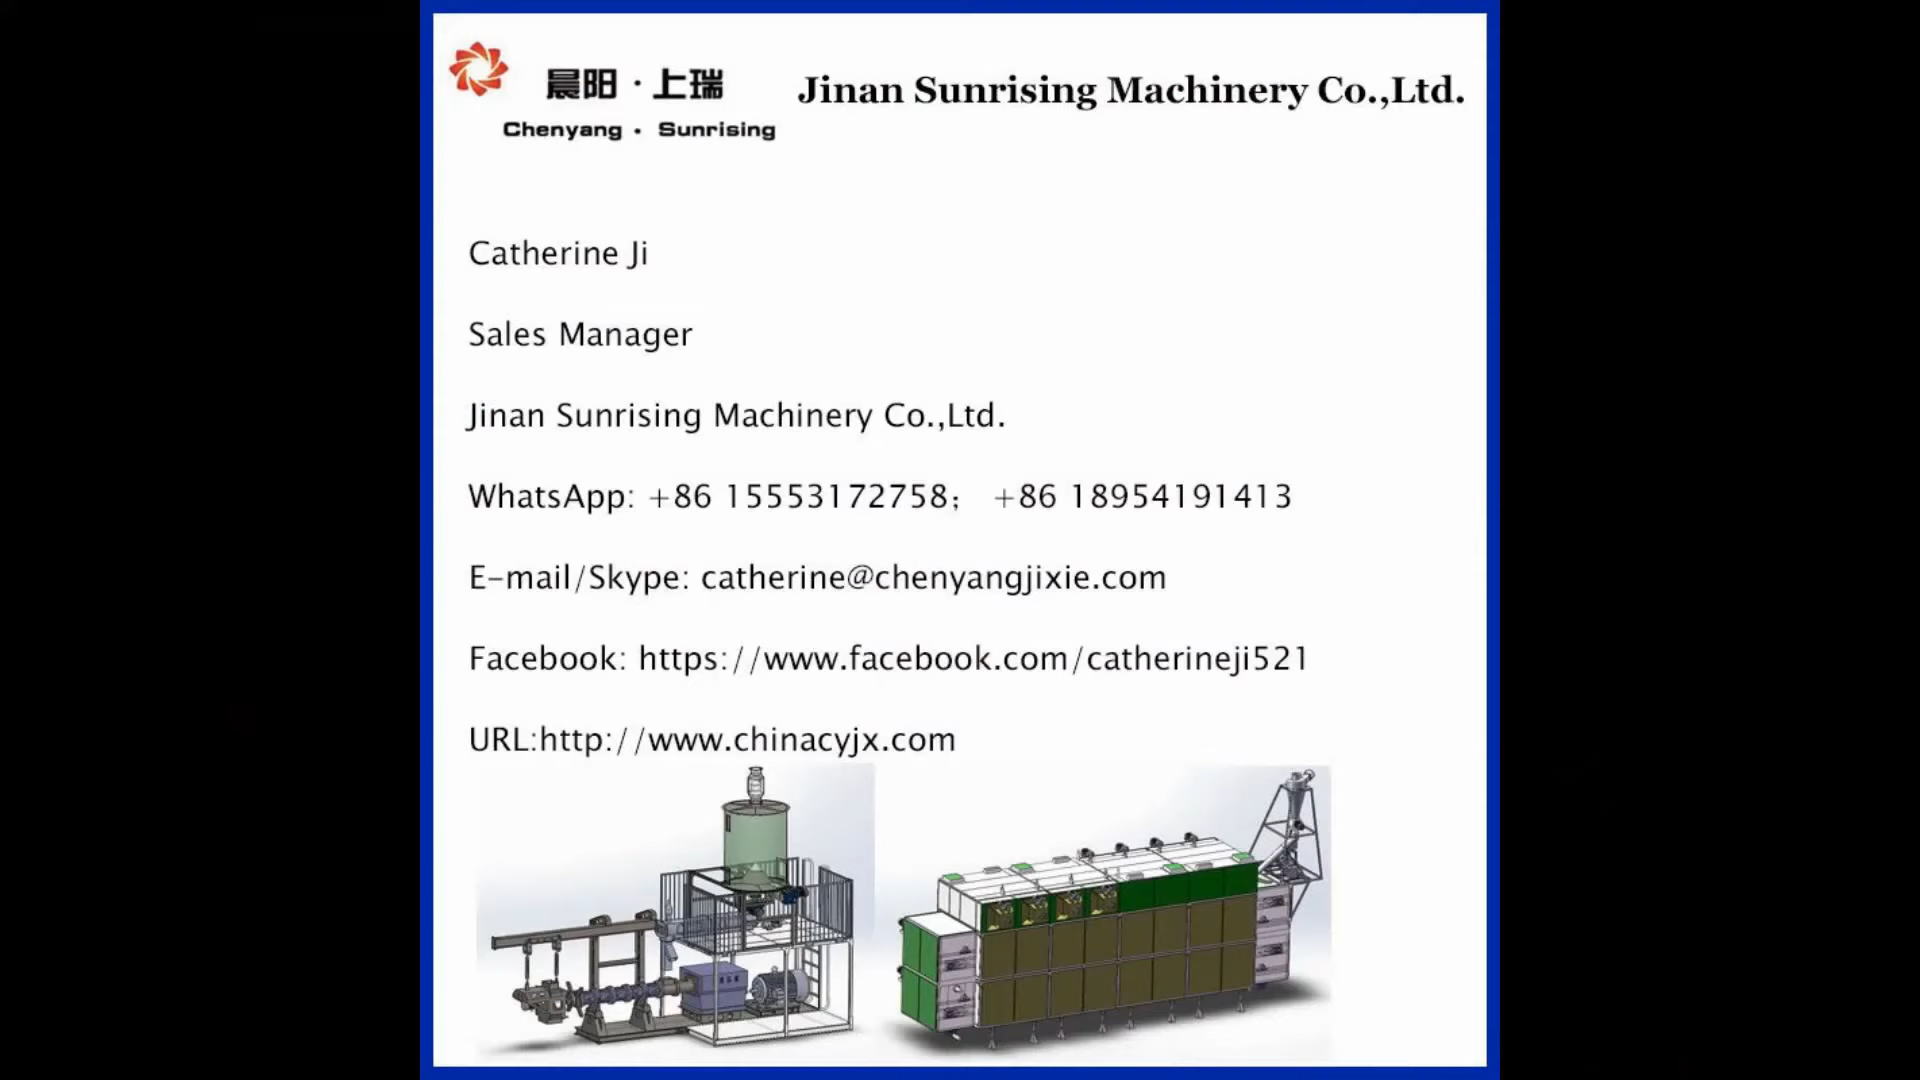 晨阳·上瑞
Chenyang · Sunrising
Jinan Sunrising Machinery Co.,Ltd.
Catherine Ji
Sales Manager
Jinan Sunrising Machinery Co.,Ltd.
WhatsApp: +86 15553172758； +86 18954191413
E-mail/Skype: catherine@chenyangjixie.com
Facebook: https://www.facebook.com/catherineji521
URL:http://www.chinacyjx.com